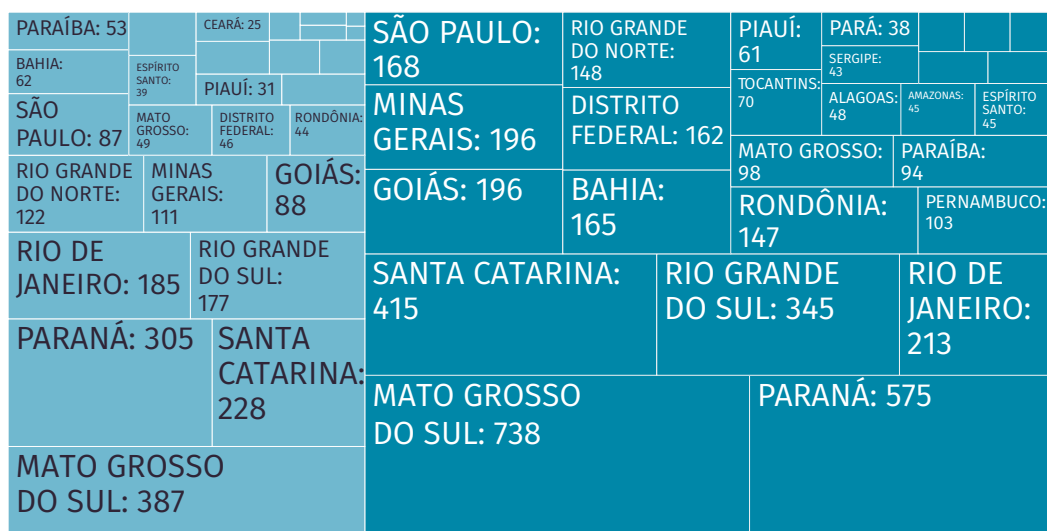 PARAÍBA: 53
CEARÁ: 25
BAHIA:
62
ESPÍRITO
SANTO:
39
PIAUÍ: 31
SÃO
PAULO: 87
MATO
GROSSO:
49
DISTRITO
FEDERAL:
46
RONDÔNIA:
44
RIO GRANDE
DO NORTE:
122
MINAS
GERAIS:
111
GOIÁS:
88
RIO DE
JANEIRO: 185
RIO GRANDE
DO SUL:
177
PARANÁ: 305
SANTA
CATARINA:
228
MATO GROSSO
DO SUL: 387
SÃO PAULO:
168
RIO GRANDE
DO NORTE:
148
PIAUÍ:
61
PARÁ: 38
SERGIPE:
43
TOCANTINS:
70
ALAGOAS:
48
AMAZONAS:
45
ESPÍRITO
SANTO:
45
MINAS
GERAIS: 196
DISTRITO
FEDERAL: 162
MATO GROSSO:
98
PARAÍBA:
94
GOIÁS: 196
BAHIA:
165
RONDÔNIA:
147
PERNAMBUCO:
103
SANTA CATARINA:
415
RIO GRANDE
DO SUL: 345
RIO DE
JANEIRO:
213
MATO GROSSO
DO SUL: 738
PARANÁ: 575